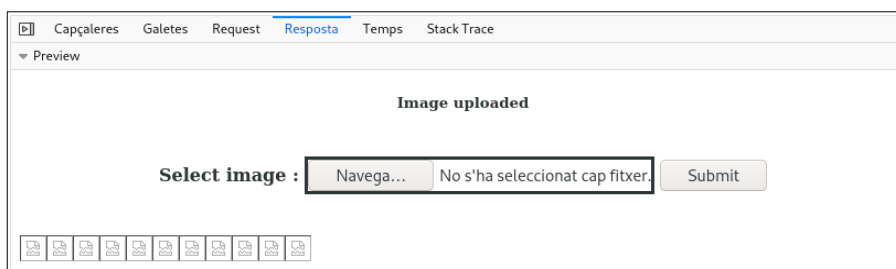 Capçaleres Galetes Request Resposta Temps Stack Trace
Preview
Image uploaded
Select image : Navega... No s'ha seleccionat cap fitxer. Submit